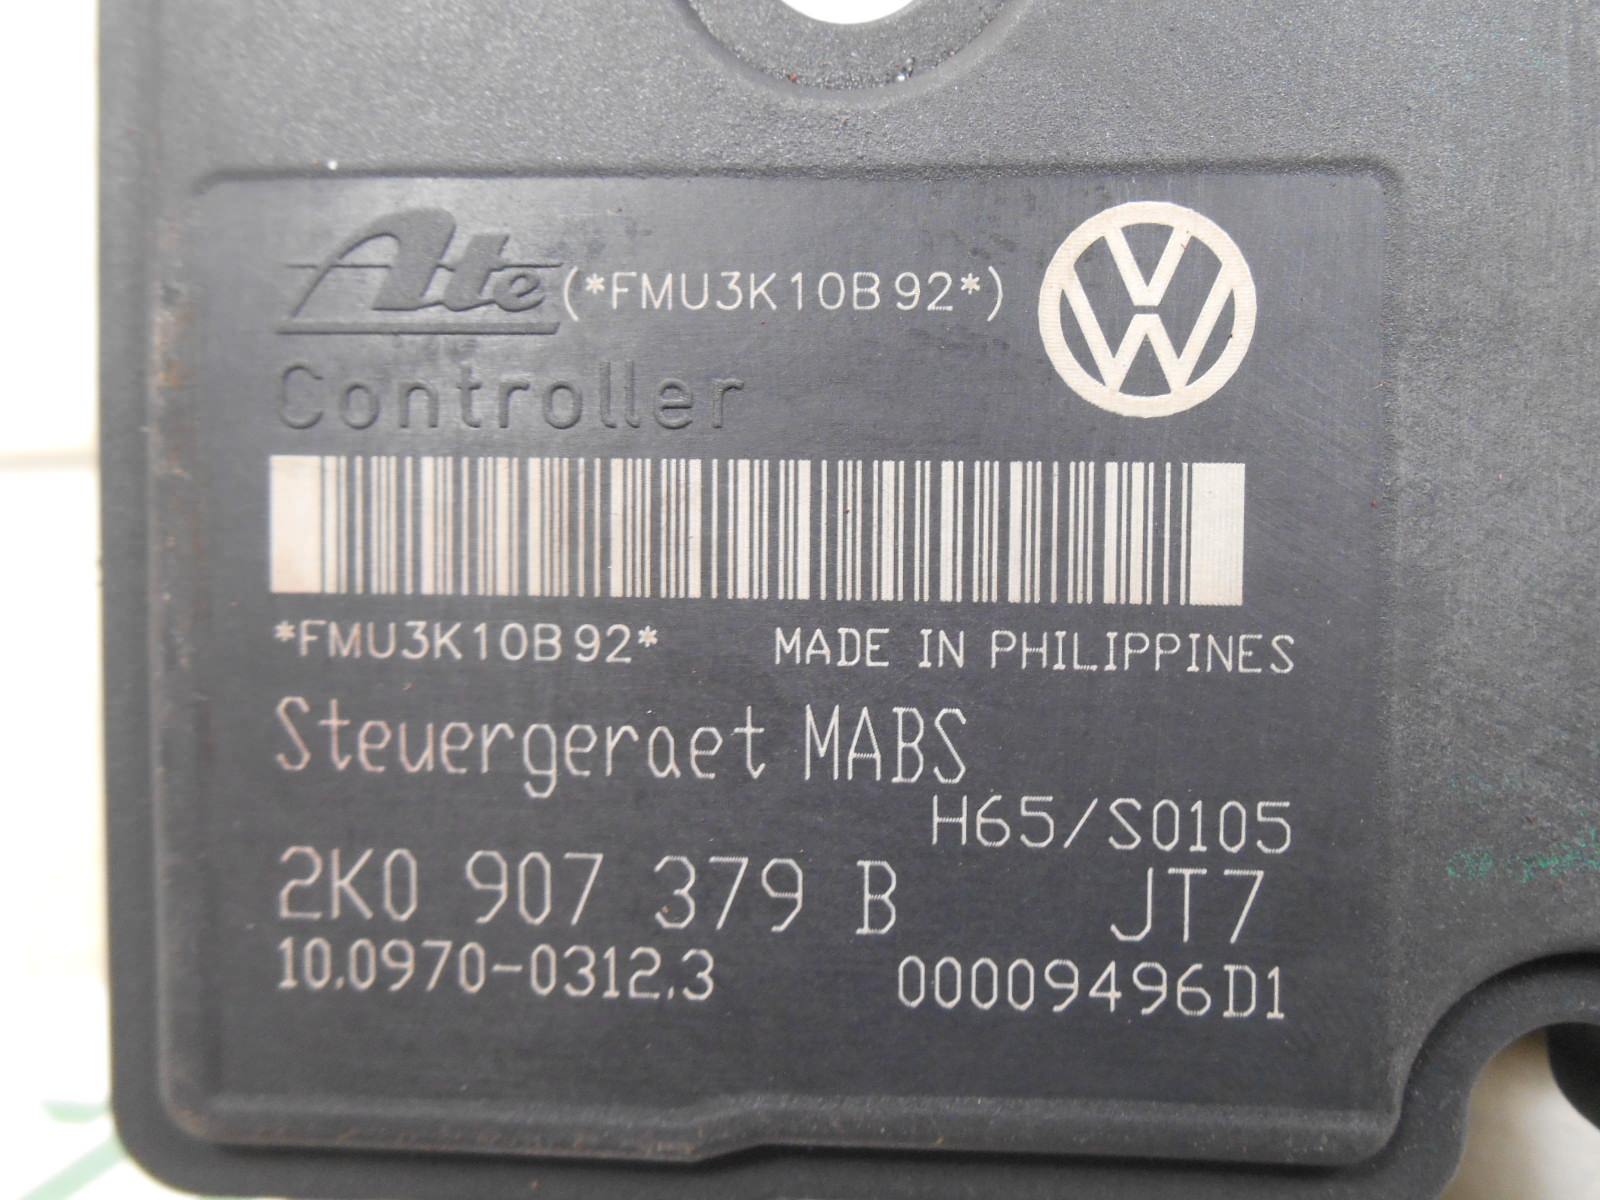 Ate (*FMU3K10B92*)
Controller
*FMU3K10B92* MADE IN PHILIPPINES
Steuergeraet MABS
H65/S0105
2K0 907 379 B JT7
10.0970-0312.3 00009496D1